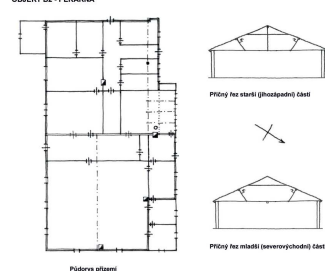 OBJEKT B2 - PEKÁRNA
Příčný řez starší (jihozápadní) části
Příčný řez mladší (severovýchodní) část
Půdorys přízemí